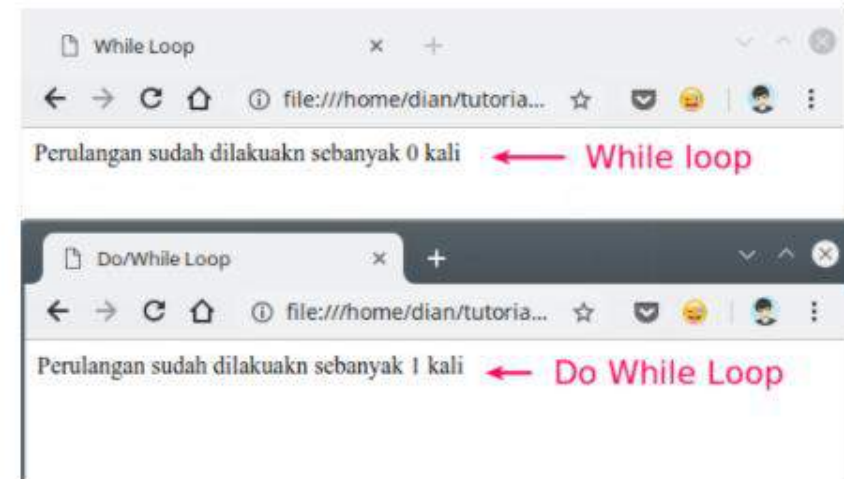 While Loop
file:///home/dian/tutoria...
Perulangan sudah dilakuakn sebanyak 0 kali
While loop
Do/While Loop
file:///home/dian/tutoria...
Perulangan sudah dilakuakn sebanyak 1 kali
Do While Loop